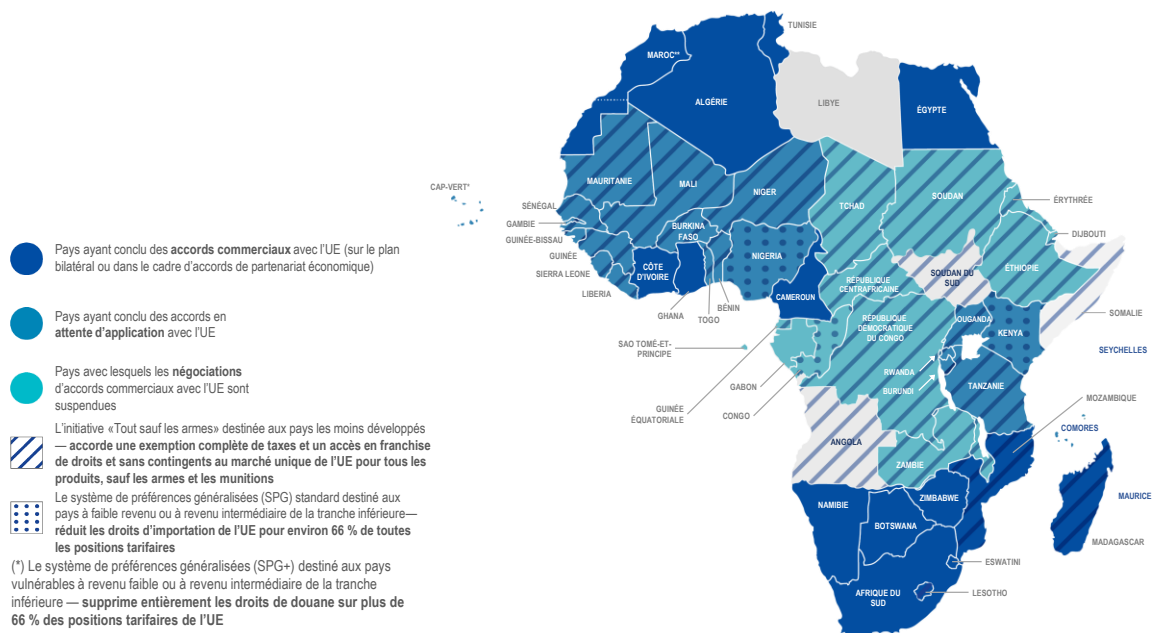 Pays ayant conclu des accords commerciaux avec l'UE (sur le plan
bilatéral ou dans le cadre d'accords de partenariat économique)
Pays ayant conclu des accords en
attente d'application avec l'UE
Pays avec lesquels les négociations
d'accords commerciaux avec l'UE sont
suspendues
L'initiative «Tout sauf les armes» destinée aux pays les moins développés
— accorde une exemption complète de taxes et un accès en franchise
de droits et sans contingents au marché unique de l'UE pour tous les
produits, sauf les armes et les munitions
Le système de préférences généralisées (SPG) standard destiné aux
pays à faible revenu ou à revenu intermédiaire de la tranche inférieure—
réduit les droits d'importation de l'UE pour environ 66 % de toutes
les positions tarifaires
(*) Le système de préférences généralisées (SPG+) destiné aux pays
vulnérables à revenu faible ou à revenu intermédiaire de la tranche
inférieure — supprime entièrement les droits de douane sur plus de
66 % des positions tarifaires de l'UE
TUNISIE
MAROC**
ALGÉRIE
LIBYE
ÉGYPTE
CAP-VERT*
MAURITANIE
MALI
NIGER
TCHAD
SOUDAN
ÉRYTHRÉE
SÉNÉGAL
GAMBIE
GUINÉE-BISSAU
GUINÉE
SIERRA LEONE
LIBERIA
BURKINA
FASO
CÔTE
D'IVOIRE
GHANA
TOGO
BÉNIN
NIGERIA
CAMEROUN
RÉPUBLIQUE
CENTRAFRICAINE
SOUDAN DU
SUD
ÉTHIOPIE
DJIBOUTI
SOMALIE
SEYCHELLES
RÉPUBLIQUE
DÉMOCRATIQUE
DU CONGO
OUGANDA
KENYA
SAO TOMÉ-ET-
PRINCIPE
GABON
GUINÉE
ÉQUATORIALE
CONGO
RWANDA
BURUNDI
TANZANIE
MOZAMBIQUE
COMORES
ANGOLA
ZAMBIE
MAURICE
MADAGASCAR
NAMIBIE
ZIMBABWE
BOTSWANA
ESWATINI
LESOTHO
AFRIQUE DU
SUD